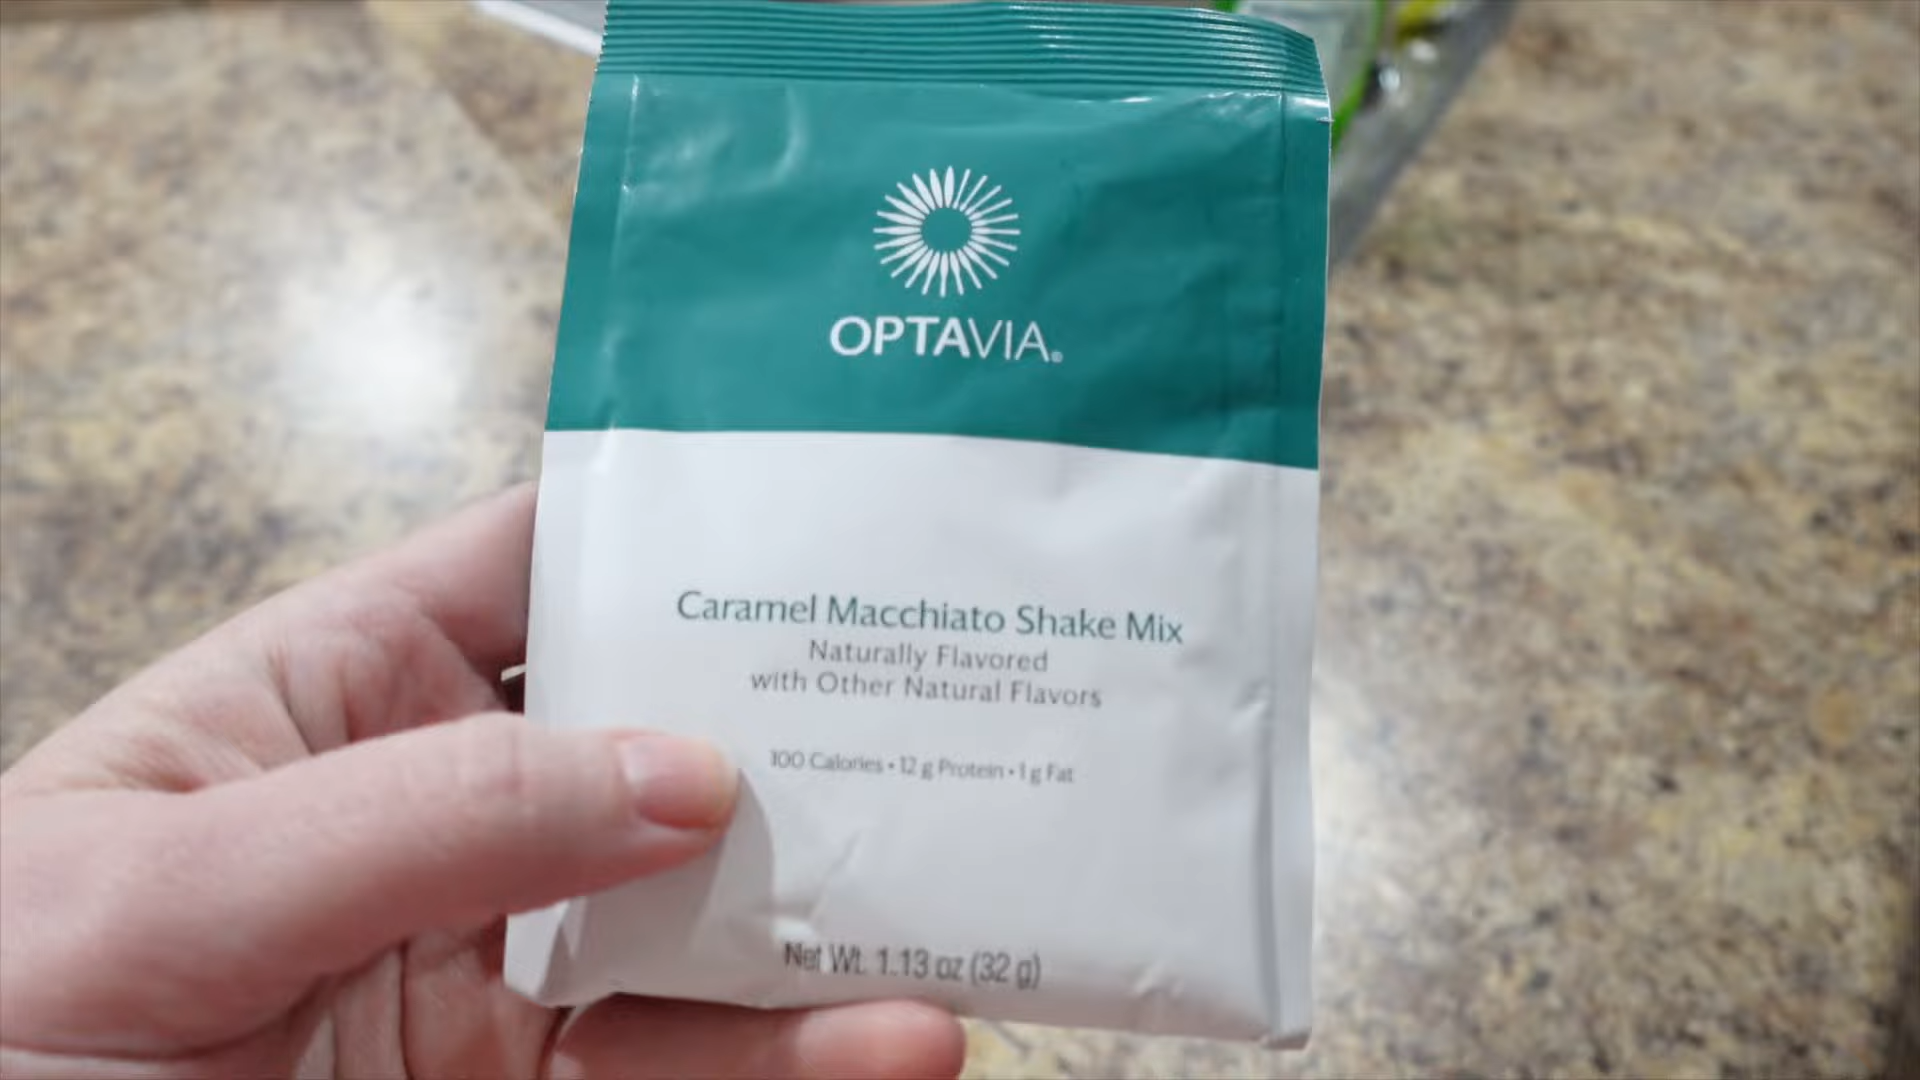 OPTAVIA®
Caramel Macchiato Shake Mix
Naturally Flavored
with Other Natural Flavors
100 Calories • 12 g Protein • 1 g Fat
Net Wt. 1.13 oz (32 g)